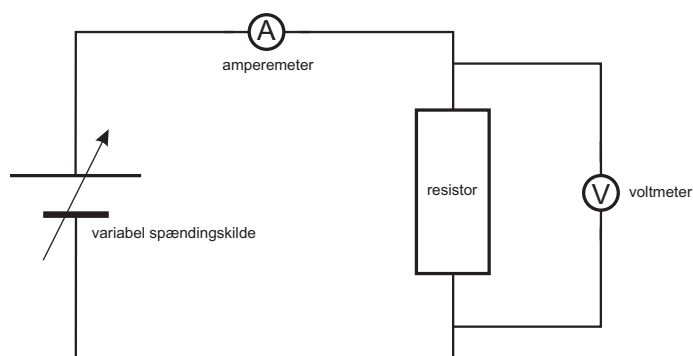 A
amperemeter
resistor
V
voltmeter
variabel spændingskilde